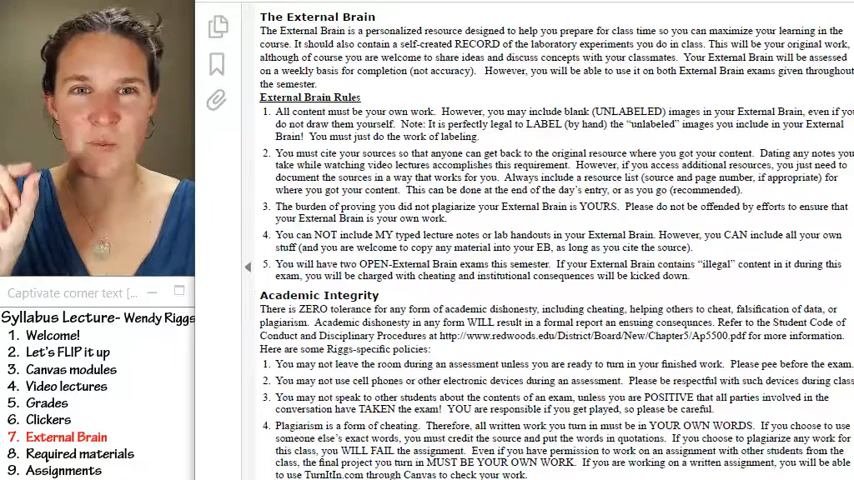 The External Brain
The External Brain is a personalized resource designed to help you prepare for class time so you can maximize your learning in the
course. It should also contain a self-created RECORD of the laboratory experiments you do in class. This will be your original work,
although of course you are welcome to share ideas and discuss concepts with your classmates. Your External Brain will be assessed
on a weekly basis for completion (not accuracy). However, you will be able to use it on both External Brain exams given throughout
the semester.
External Brain Rules
1. All content must be your own work. However, you may include blank (UNLABELED) images in your External Brain, even if you
do not draw them yourself. Note: It is perfectly legal to LABEL (by hand) the "unlabeled" images you include in your External
Brain! You must just do the work of labeling.
2. You must cite your sources so that anyone can get back to the original resource where you got your content. Dating any notes you
take while watching video lectures accomplishes this requirement. However, if you access additional resources, you just need to
document the sources in a way that works for you. Always include a resource list (source and page number, if appropriate) for
where you got your content. This can be done at the end of the day's entry, or as you go (recommended).
3. The burden of proving you did not plagiarize your External Brain is YOURS. Please do not be offended by efforts to ensure that
your External Brain is your own work.
4. You can NOT include MY typed lecture notes or lab handouts in your External Brain. However, you CAN include all your own
stuff (and you are welcome to copy any material into your EB, as long as you cite the source).
5. You will have two OPEN-External Brain exams this semester. If your External Brain contains "illegal" content in it during this
exam, you will be charged with cheating and institutional consequences will be kicked down.
Academic Integrity
There is ZERO tolerance for any form of academic dishonesty, including cheating, helping others to cheat, falsification of data, or
plagiarism. Academic dishonesty in any form WILL result in a formal report an ensuing consequnces. Refer to the Student Code of
Conduct and Disciplinary Procedures at http://www.redwoods.edu/District/Board/New/Chapter5/Ap5500.pdf for more information.
Here are some Riggs-specific policies:
1. You may not leave the room during an assessment unless you are ready to turn in your finished work. Please pee before the exam.
2. You may not use cell phones or other electronic devices during an assessment. Please be respectful with such devices during class
3. You may not speak to other students about the contents of an exam, unless you are POSITIVE that all parties involved in the
conversation have TAKEN the exam! YOU are responsible if you get played, so please be careful.
4. Plagiarism is a form of cheating. Therefore, all written work you turn in must be in YOUR OWN WORDS. If you choose to use
someone else's exact words, you must credit the source and put the words in quotations. If you choose to plagiarize any work for
this class, you WILL FAIL the assignment. Even if you have permission to work on an assignment with other students from the
class, the final project you turn in MUST BE YOUR OWN WORK. If you are working on a written assignment, you will be able
to use TurnItIn.com through Canvas to check your work.
Captivate corner text [...
Syllabus Lecture- Wendy Riggs
1. Welcome!
2. Let's FLIP it up
3. Canvas modules
4. Video lectures
5. Grades
6. Clickers
7. External Brain
8. Required materials
9. Assignments